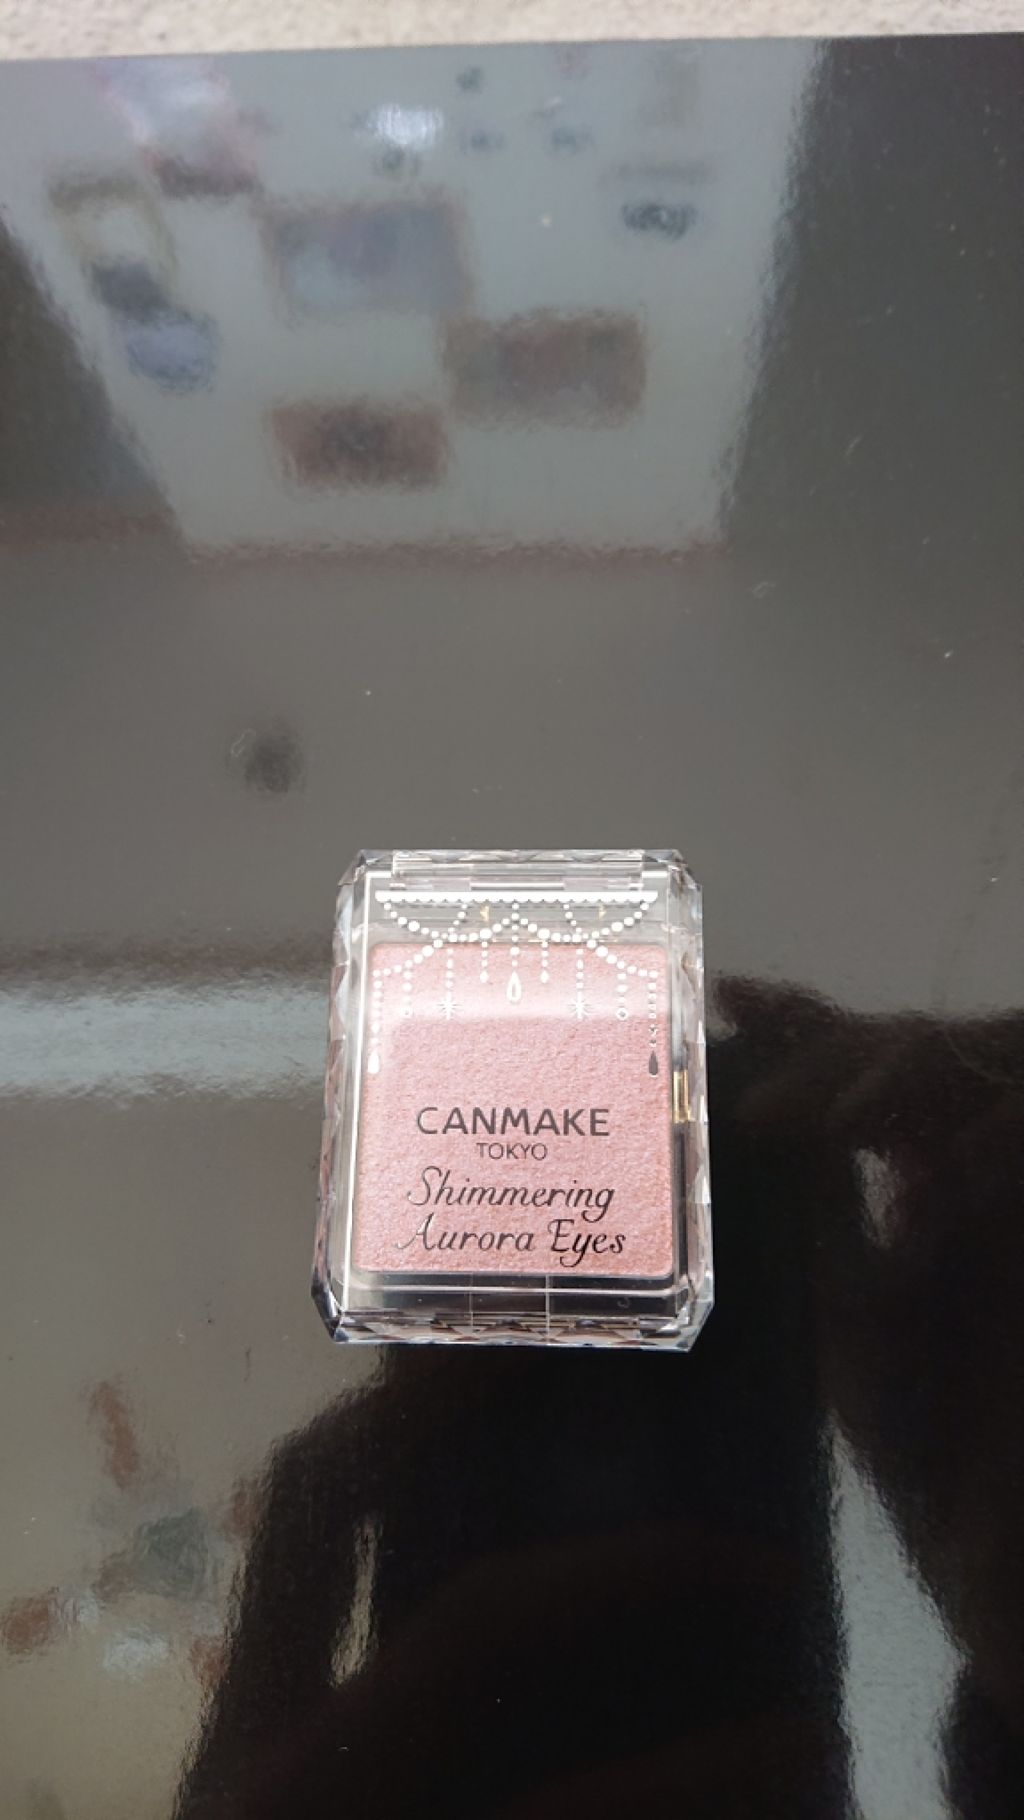 CANMAKE
TOKYO
Shimmering
Aurora Eyes